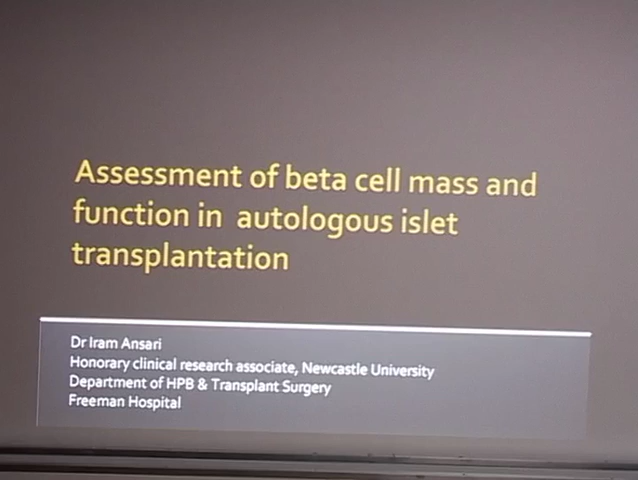 Assessment of beta cell mass and
function in autologous islet
transplantation
Dr Iram Ansari
Honorary clinical research associate, Newcastle University
Department of HPB & Transplant Surgery
Freeman Hospital